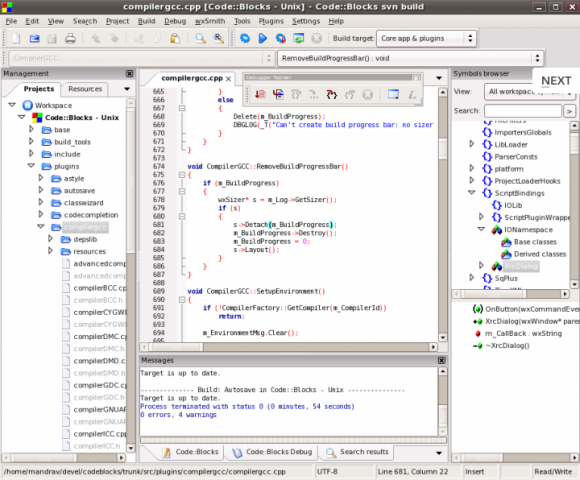 compilergcc.cpp [Code::Blocks - Unix] - Code::Blocks svn build
File Edit View Search Project Build Debug wxSmith Tools Plugins Settings Help
Build target: Core app & plugins
CompilerGCC:: RemoveBuildProgressBar() : void
Management
Projects Resources
Workspace
Code::Blocks - Unix
base
build_tools
include
plugins
astyle
autosave
classwizard
codecompletion
compilergcc
depslib
resources
advancedcomp
advancedcomp
compilerBCC.cp
compilerBCC.h
compilerCYGWI
compilerCYGWI
compilerDMC.cp
compilerDMC.h
compilerDMD.cp
compilerDMD.h
compilerGDC.cp
compilerGDC.h
compilerGNUAR
compilerGNUAR
compilerICC.cp
compilerICC.h
compilergcc.cpp
Debugger Toolbar
665 }
666 else
667 {
668 Delete(m_BuildProgress);
669 DBGLOG(_T("Can't create build progress bar: no sizer
670 }
671 }
672 }
673
674 void CompilerGCC::RemoveBuildProgressBar()
675 {
676 if (m_BuildProgress)
677 {
678 wxSizer* s = m_Log->GetSizer();
679 if (s)
680 {
681 s->Detach(m_BuildProgress);
682 m_BuildProgress->Destroy();
683 m_BuildProgress = 0;
684 s->Layout();
685 }
686 }
687 }
688
689 void CompilerGCC::SetupEnvironment()
690 {
691 if (!CompilerFactory::GetCompiler(m_CompilerId))
692 return;
693
694 m_EnvironmentMsg.Clear();
Messages
Target is up to date.
------------- Build: Autosave in Code::Blocks - Unix ---------------
Target is up to date.
Process terminated with status 0 (0 minutes, 54 seconds)
0 errors, 4 warnings
Code::Blocks Code::Blocks Debug Search results
Symbols browser
NEXT
View: All workspace sy
Search:
ImportersGlobals
LibLoader
ParserConsts
platform
ProjectLoaderHooks
ScriptBindings
IOLib
ScriptPluginWrappe
IONamespace
Base classes
Derived classes
XrcDialog
SqPlus
OnButton(wxCommandEve
XrcDialog(wxWindow* pare
m_CallBack : wxString
~XrcDialog()
/home/mandrav/devel/codeblocks/trunk/src/plugins/compilergcc/compilergcc.cpp UTF-8 Line 681, Column 22 Insert Read/Write